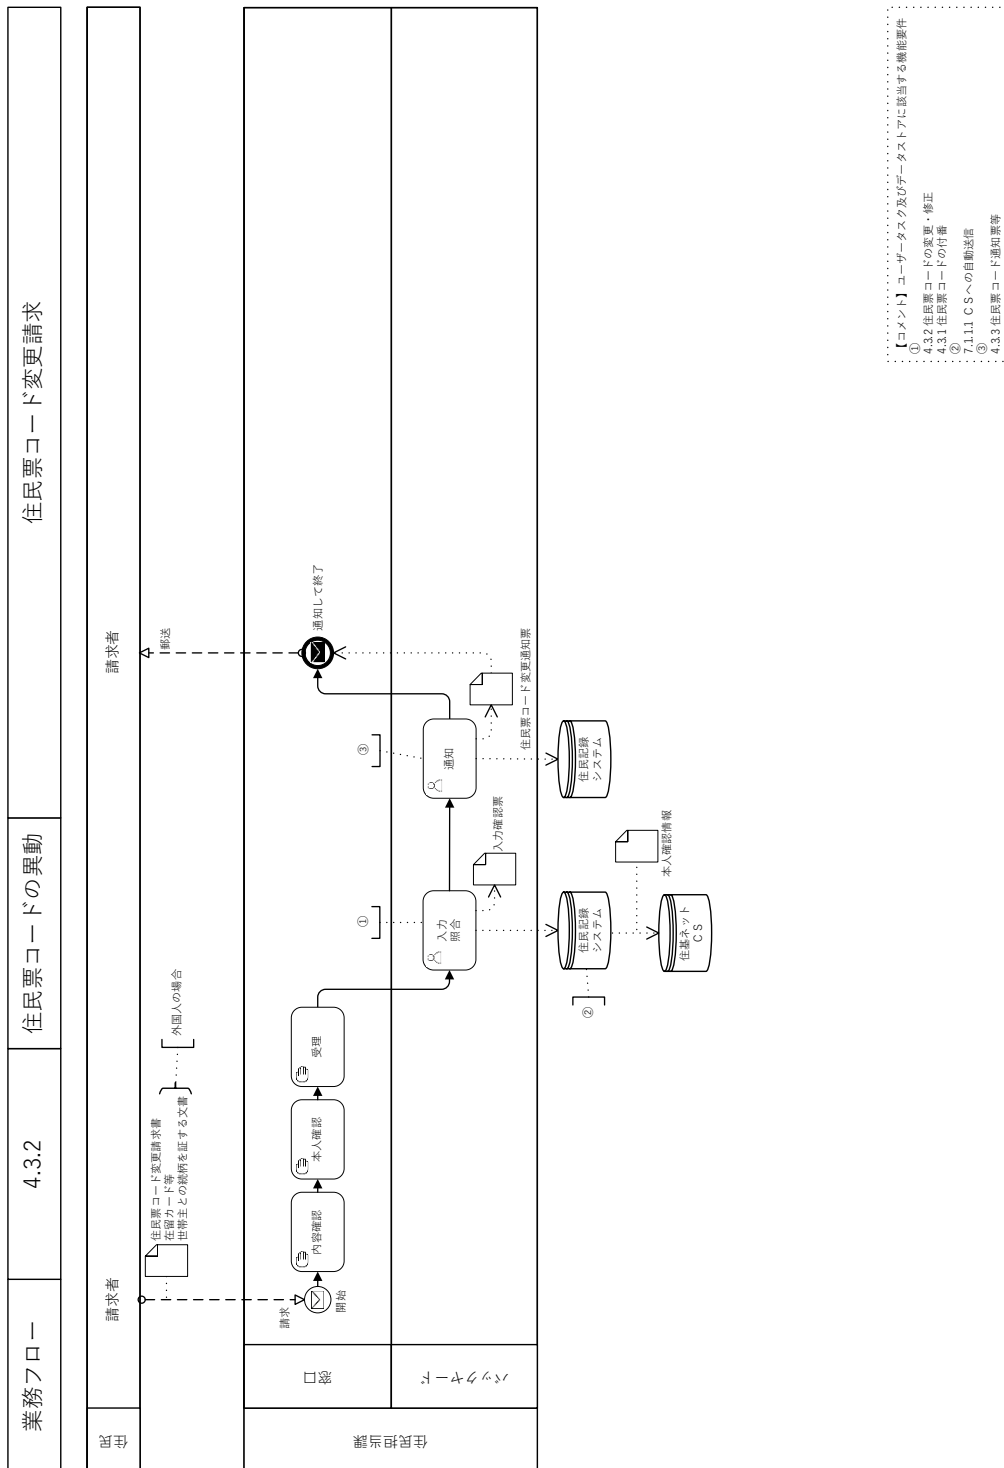 業務フロー
4.3.2
住民票コードの異動
住民票コード変更請求
住民
請求者
請求者
住民票コード変更請求書
在留カード等
世帯主との続柄を証する文書
外国人の場合
郵送
住民担当課
窓口
バックヤード
請求
開始
内容確認
本人確認
受理
通知して終了
①
入力
照合
入力確認票
③
通知
住民票コード変更通知票
②
住民記録
システム
住民記録
システム
本人確認情報
住基ネット
CS
【コメント】ユーザータスク及びデータストアに該当する機能要件
①
4.3.2 住民票コードの変更・修正
4.3.1 住民票コードの付番
②
7.1.1.1 CSへの自動送信
③
4.3.3 住民票コード通知票等